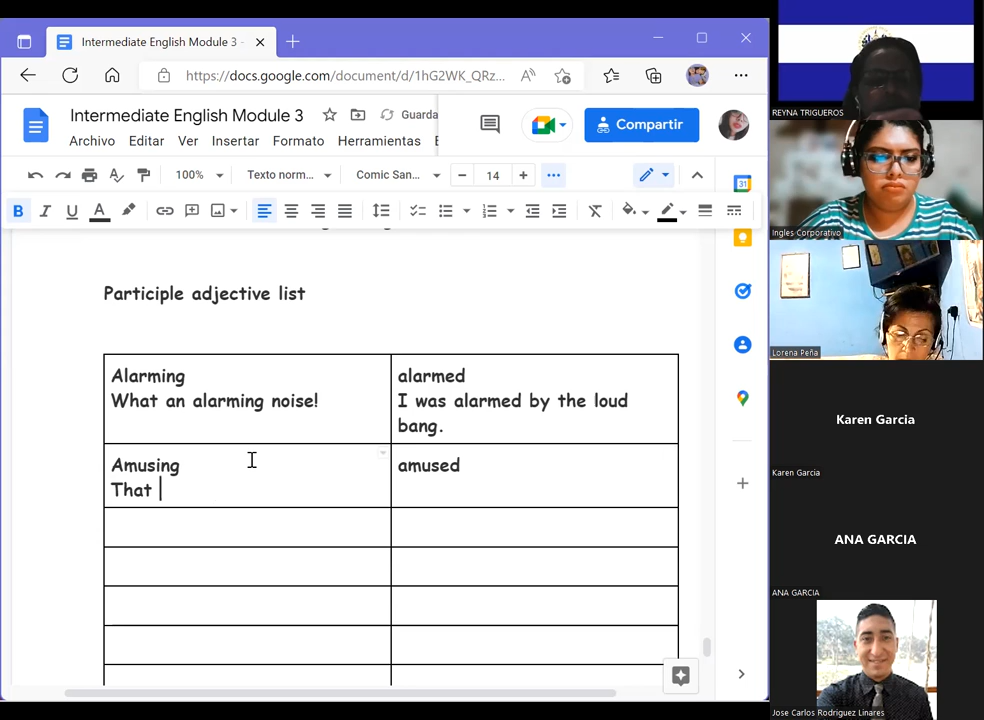 Intermediate English Module 3 -
https://docs.google.com/document/d/1hG2WK_QRz...
Intermediate English Module 3
Guarda
Compartir
Archivo Editar Ver Insertar Formato Herramientas
100% Texto norm... Comic San... 14
Participle adjective list
Alarming
What an alarming noise!
alarmed
I was alarmed by the loud
bang.
Amusing
That
amused
REYNA TRIGUEROS
Ingles Corporativo
Lorena Peña
Karen Garcia
Karen Garcia
ANA GARCIA
ANA GARCIA
Jose Carlos Rodriguez Linares